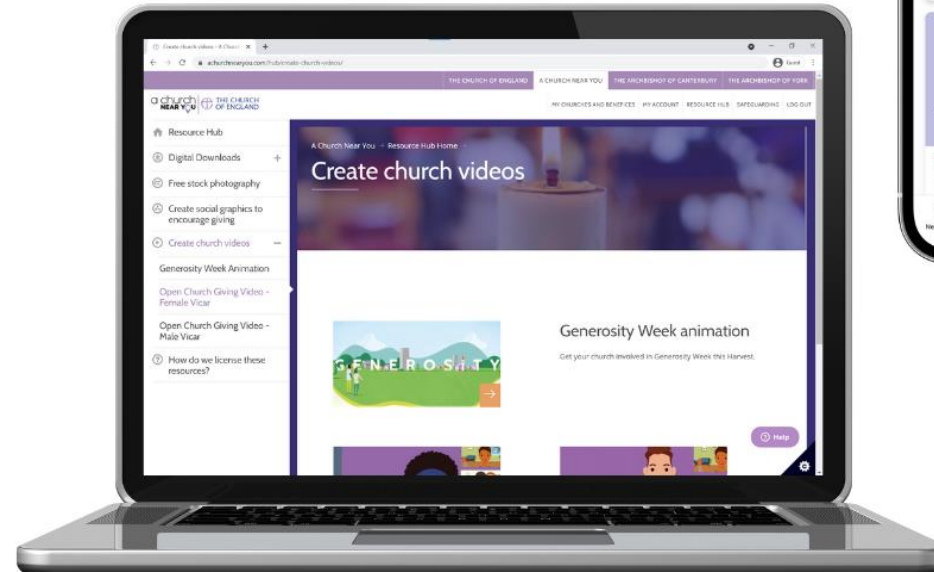 Create church videos - A Church
achurchnearyou.com/hub/create-church-videos/
Guest
THE CHURCH OF ENGLAND
A CHURCH NEAR YOU
THE ARCHBISHOP OF CANTERBURY
THE ARCHBISHOP OF YORK
a church
NEAR YOU
THE CHURCH
OF ENGLAND
MY CHURCHES AND BENEFICES
MY ACCOUNT
RESOURCE HUB
SAFEGUARDING
LOG OUT
Resource Hub
Digital Downloads +
Free stock photography
Create social graphics to
encourage giving
Create church videos −
Generosity Week Animation
Open Church Giving Video -
Female Vicar
Open Church Giving Video -
Male Vicar
How do we license these
resources?
A Church Near You
Resource Hub Home
Create church videos
GENEROSITY
Generosity Week animation
Get your church involved in Generosity Week this Harvest.
Help
Ne